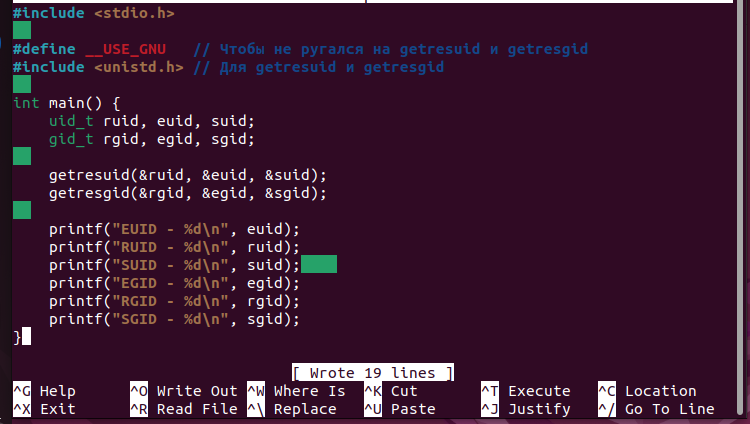 #include <stdio.h>
#define __USE_GNU   // Чтобы не ругался на getresuid и getresgid
#include <unistd.h> // Для getresuid и getresgid
int main() {
    uid_t ruid, euid, suid;
    gid_t rgid, egid, sgid;
    getresuid(&ruid, &euid, &suid);
    getresgid(&rgid, &egid, &sgid);
    printf("EUID - %d\n", euid);
    printf("RUID - %d\n", ruid);
    printf("SUID - %d\n", suid);
    printf("EGID - %d\n", egid);
    printf("RGID - %d\n", rgid);
    printf("SGID - %d\n", sgid);
}
[ Wrote 19 lines ]
^G Help ^O Write Out ^W Where Is ^K Cut ^T Execute ^C Location
^X Exit ^R Read File ^\ Replace ^U Paste ^J Justify ^/ Go To Line